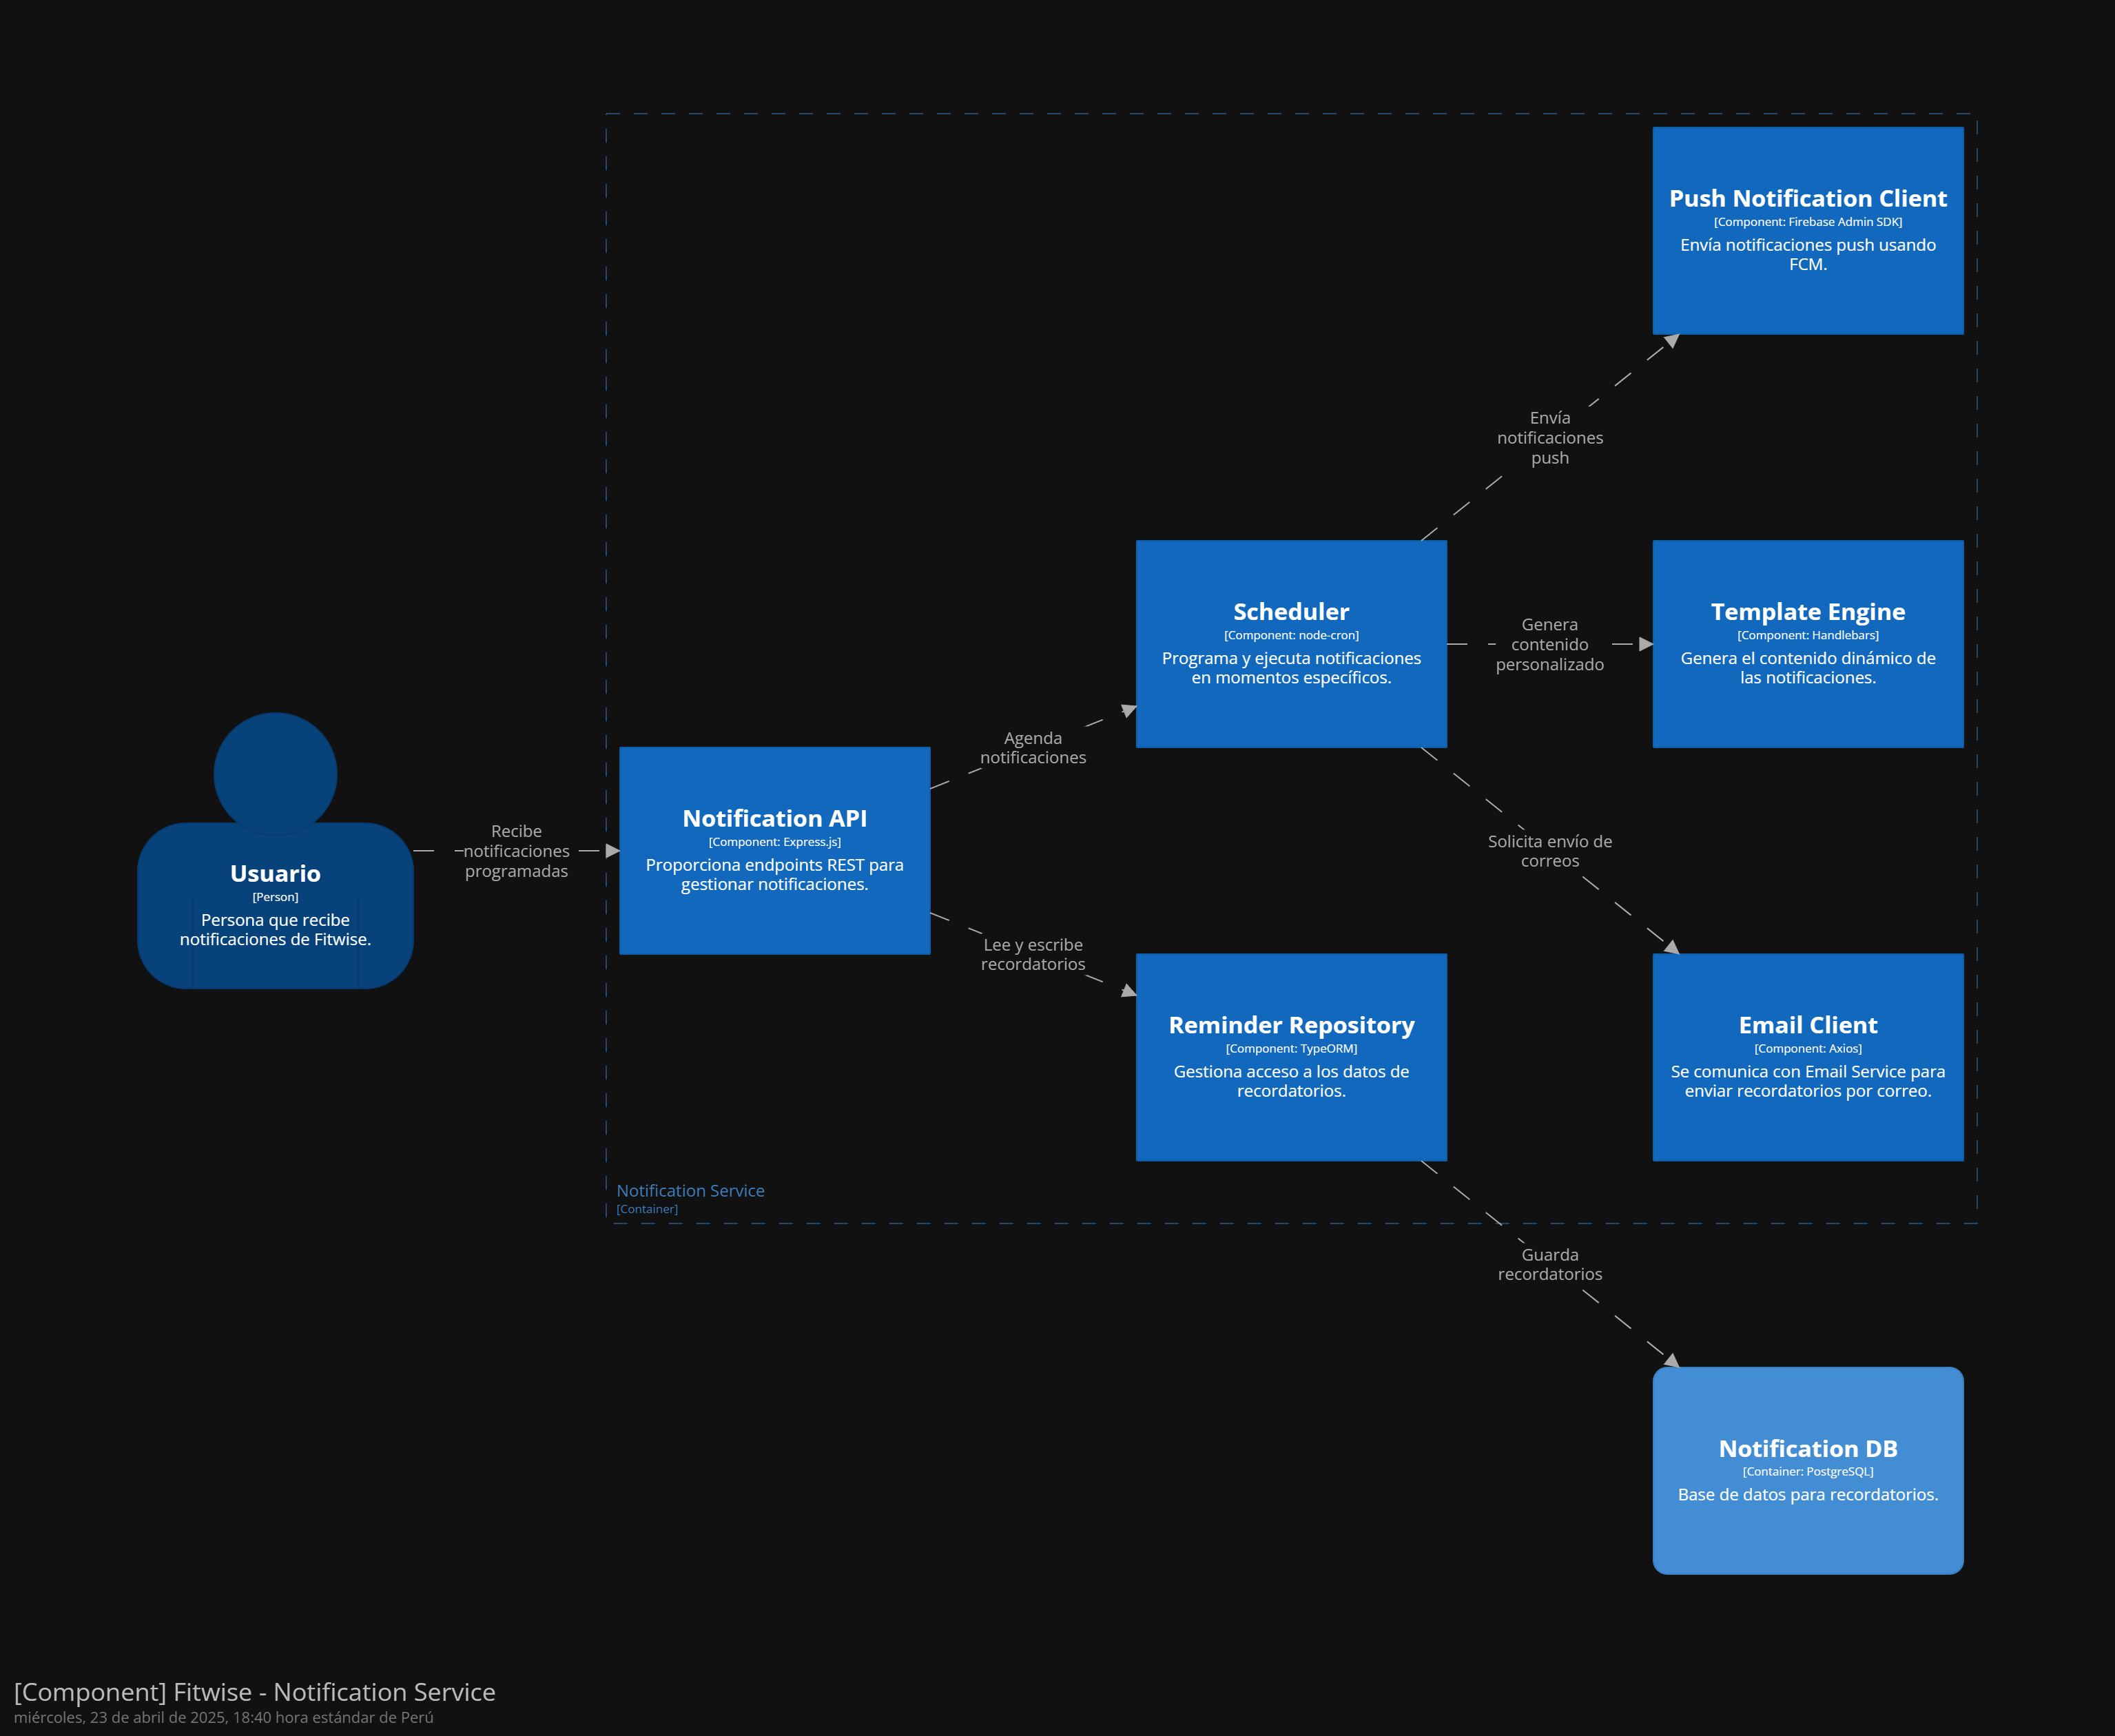 Push Notification Client
[Component: Firebase Admin SDK]
Envía notificaciones push usando
FCM.
Envía
notificaciones
push
Scheduler
[Component: node-cron]
Programa y ejecuta notificaciones
en momentos específicos.
Genera
contenido
personalizado
Template Engine
[Component: Handlebars]
Genera el contenido dinámico de
las notificaciones.
Agenda
notificaciones
Usuario
[Person]
Persona que recibe
notificaciones de Fitwise.
Recibe
notificaciones
programadas
Notification API
[Component: Express.js]
Proporciona endpoints REST para
gestionar notificaciones.
Solicita envío de
correos
Lee y escribe
recordatorios
Reminder Repository
[Component: TypeORM]
Gestiona acceso a los datos de
recordatorios.
Email Client
[Component: Axios]
Se comunica con Email Service para
enviar recordatorios por correo.
Notification Service
[Container]
Guarda
recordatorios
Notification DB
[Container: PostgreSQL]
Base de datos para recordatorios.
[Component] Fitwise - Notification Service
miércoles, 23 de abril de 2025, 18:40 hora estándar de Perú